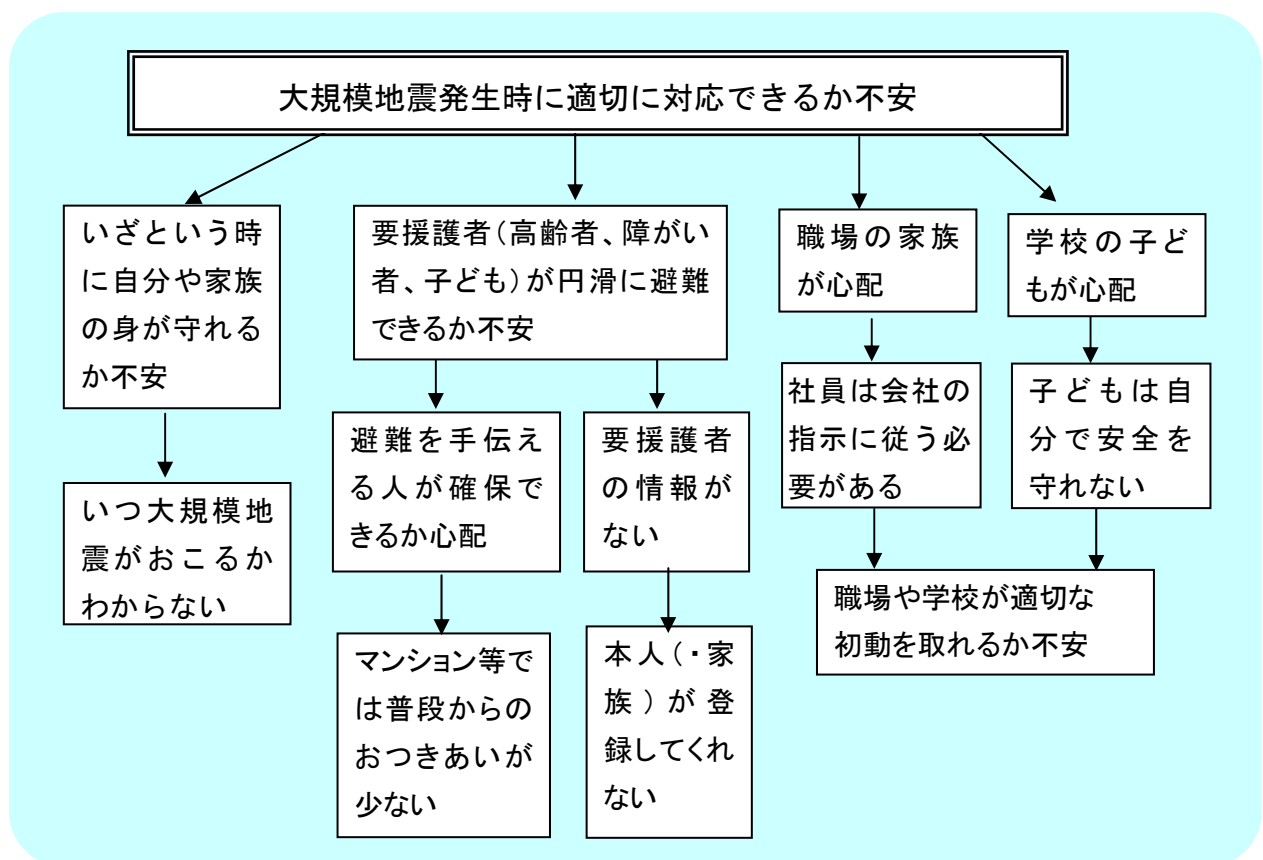 大規模地震発生時に適切に対応できるか不安
いざという時
に自分や家族
の身が守れる
か不安
要援護者(高齢者、障がい
者、子ども)が円滑に避難
できるか不安
職場の家族
が心配
学校の子ど
もが心配
いつ大規模地
震がおこるか
わからない
避難を手伝え
る人が確保で
きるか心配
要援護者
の情報が
ない
社員は会社の
指示に従う必
要がある
子どもは自
分で安全を
守れない
マンション等で
は普段からの
おつきあいが
少ない
本人(・家
族)が登
録してくれ
ない
職場や学校が適切な
初動を取れるか不安